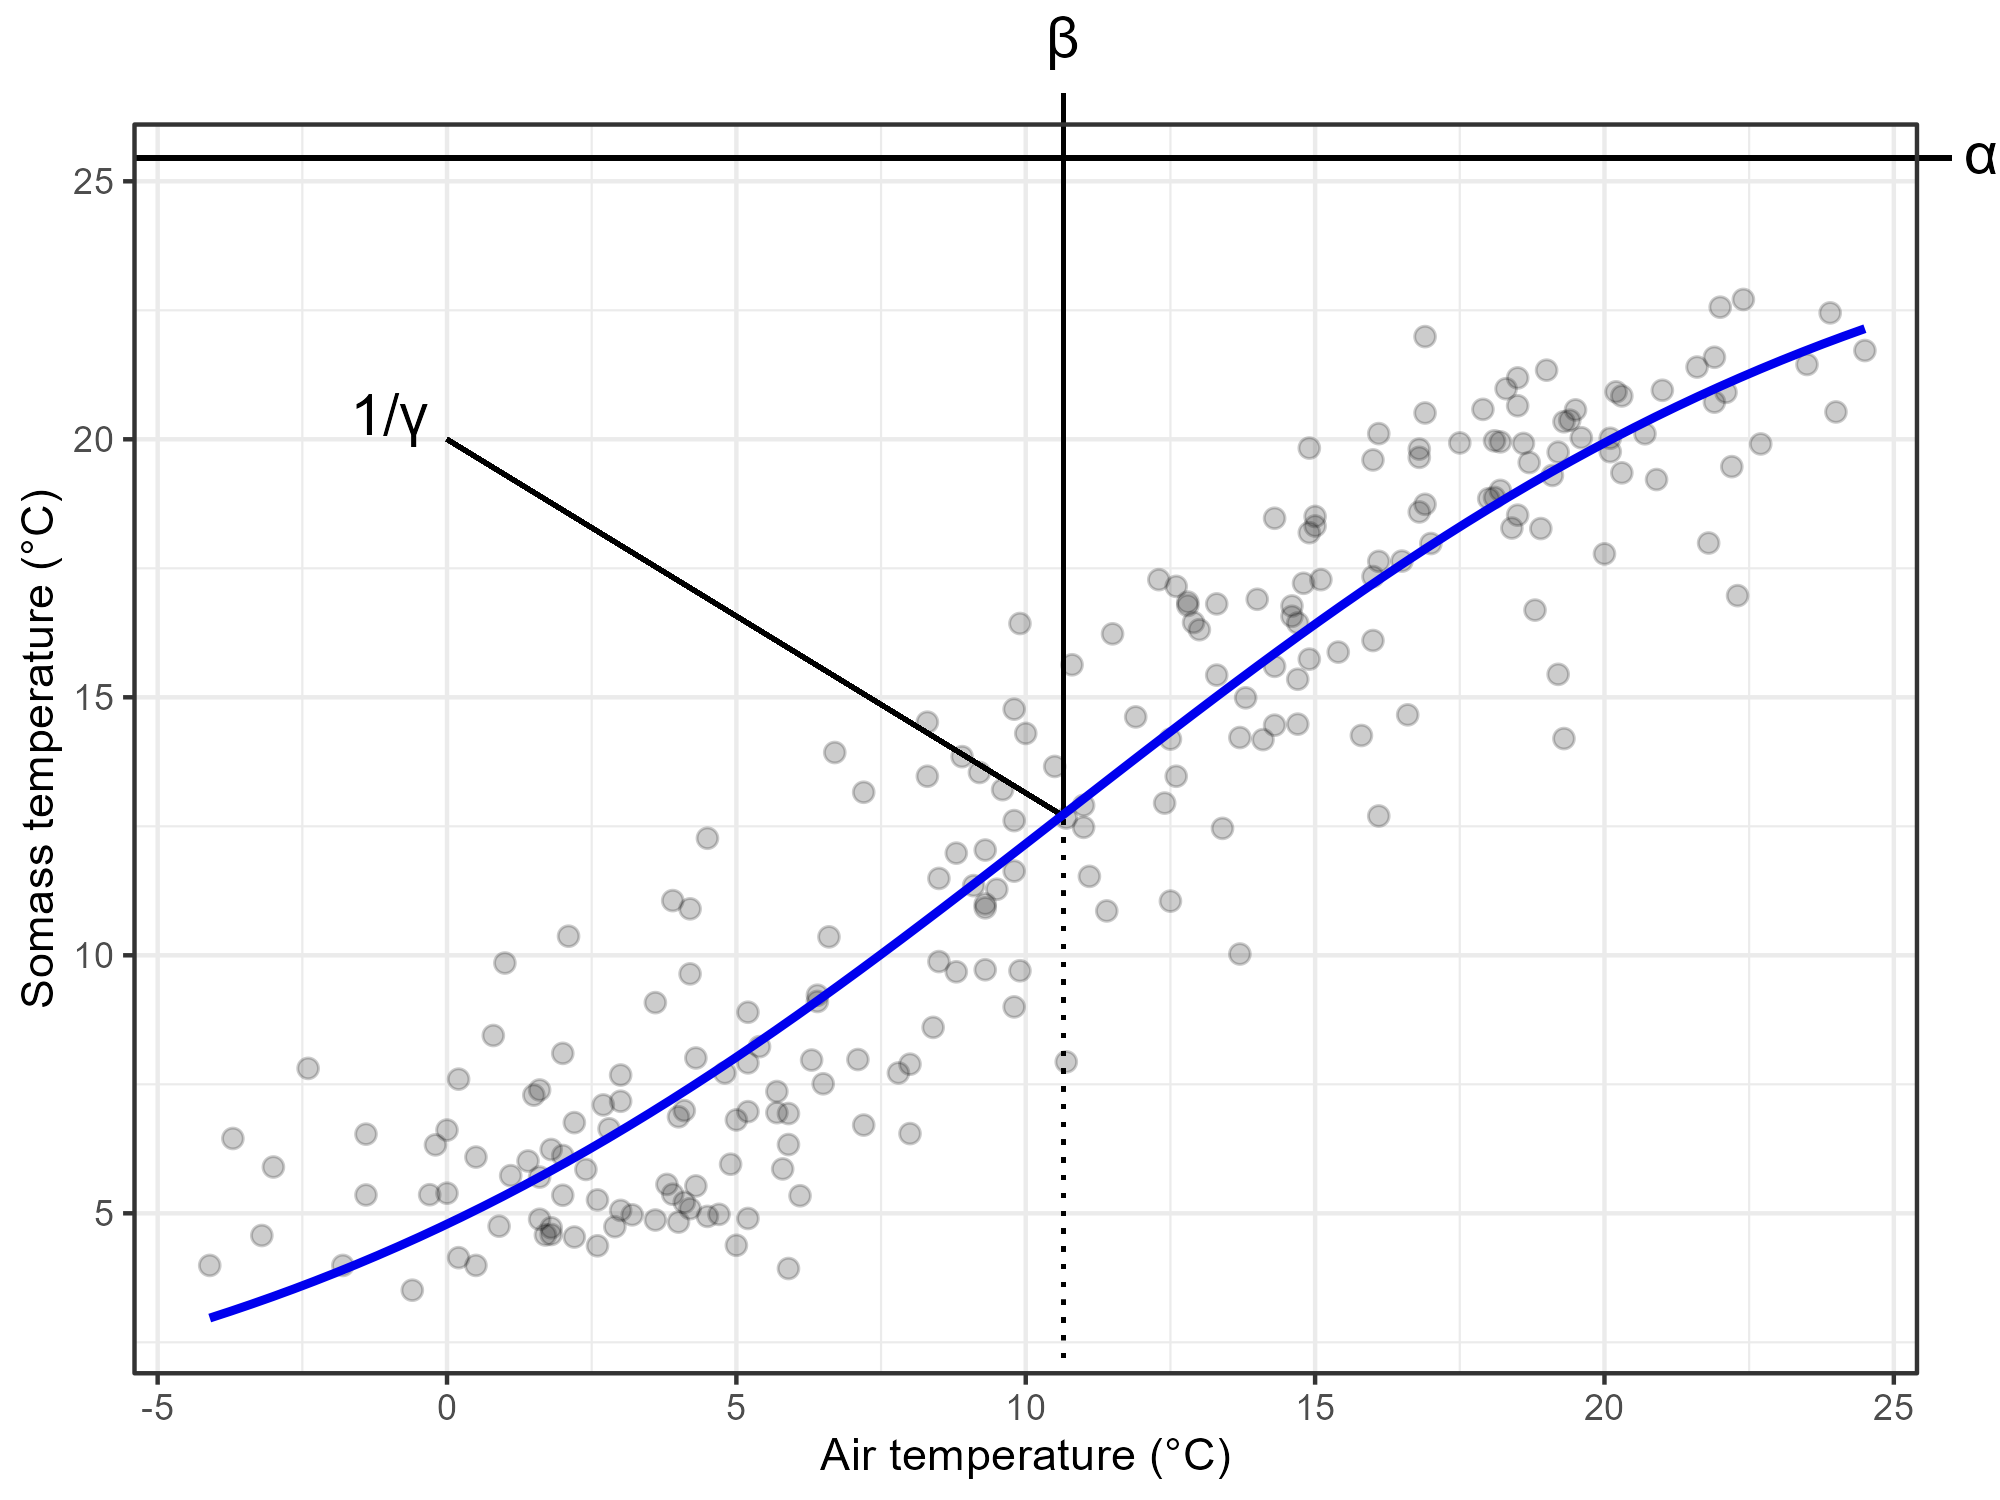 β
α
25
1/γ
20
15
10
5
Somass temperature (°C)
-5 0 5 10 15 20 25
Air temperature (°C)